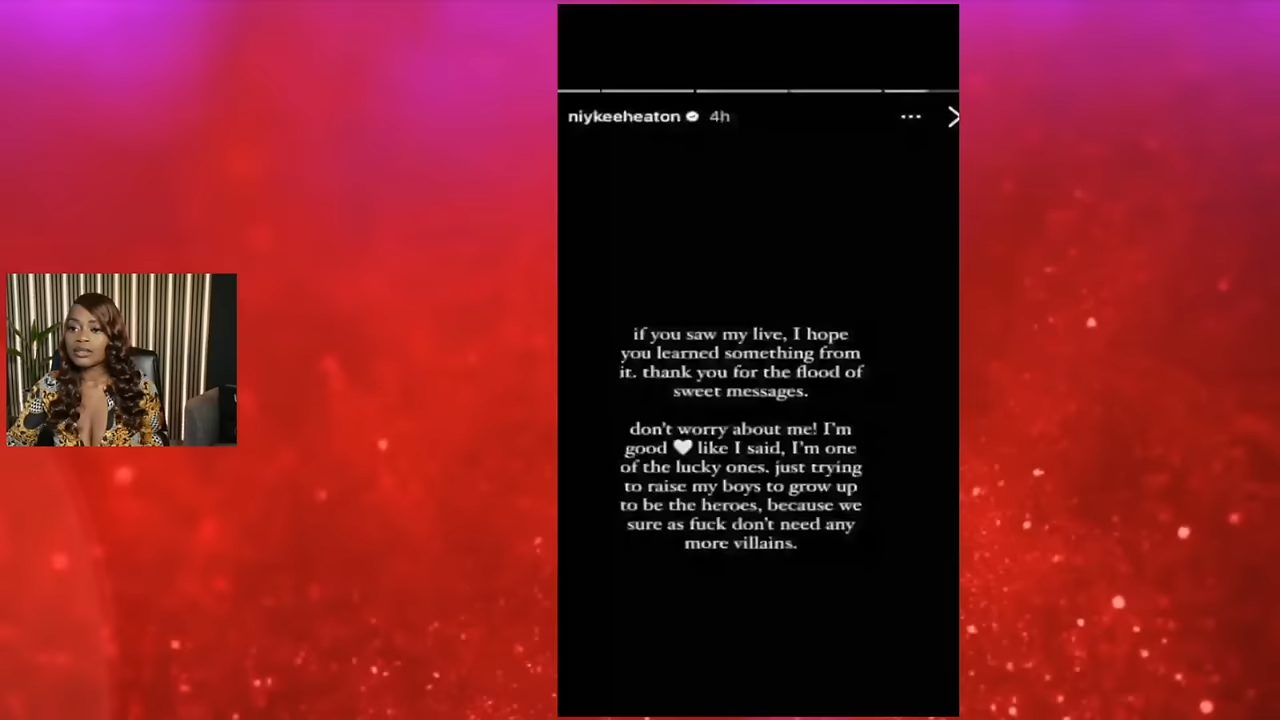 niykeeheaton 4h
if you saw my live, I hope
you learned something from
it. thank you for the flood of
sweet messages.
don't worry about me! I'm
good 🤍 like I said, I'm one
of the lucky ones. just trying
to raise my boys to grow up
to be the heroes, because we
sure as fuck don't need any
more villains.